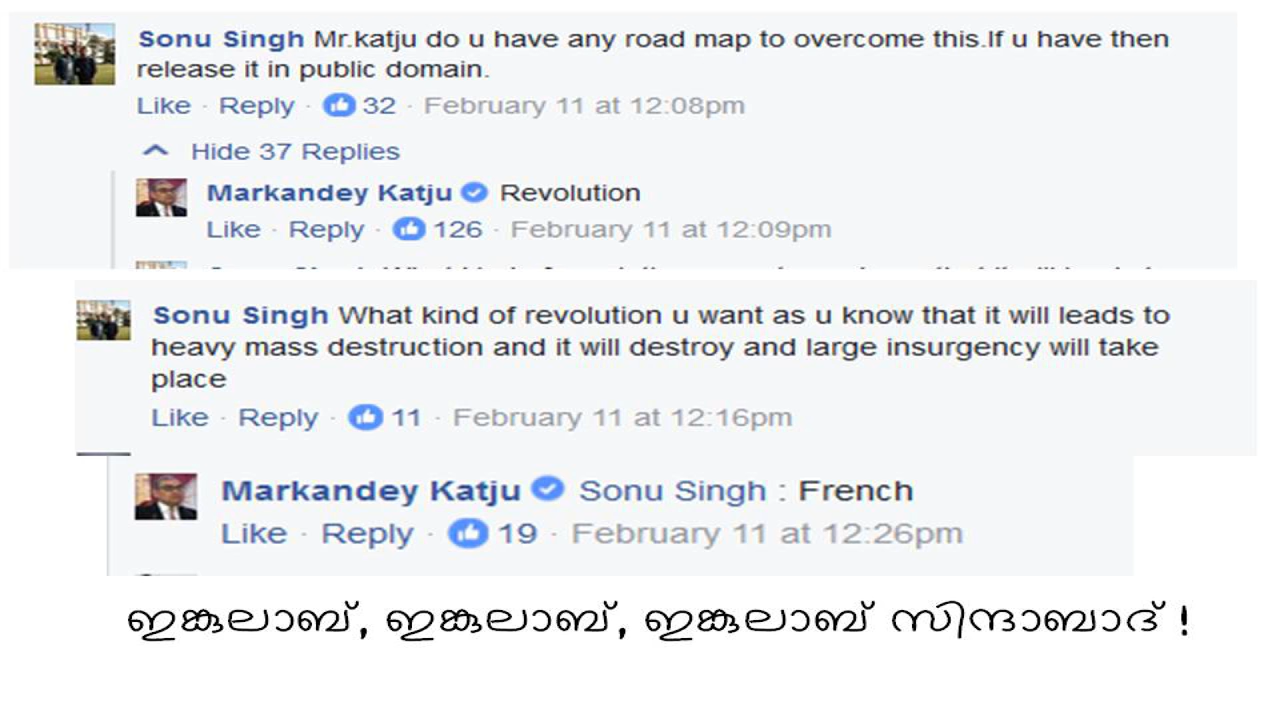 Sonu Singh Mr.katju do u have any road map to overcome this.If u have then
release it in public domain.
Like · Reply · 32 · February 11 at 12:08pm
Hide 37 Replies
Markandey Katju Revolution
Like · Reply · 126 · February 11 at 12:09pm
Sonu Singh What kind of revolution u want as u know that it will leads to
heavy mass destruction and it will destroy and large insurgency will take
place
Like · Reply · 11 · February 11 at 12:16pm
Markandey Katju Sonu Singh : French
Like · Reply · 19 · February 11 at 12:26pm
ഇങ്കുലാബ്, ഇങ്കുലാബ്, ഇങ്കുലാബ് സിന്ദാബാദ് !